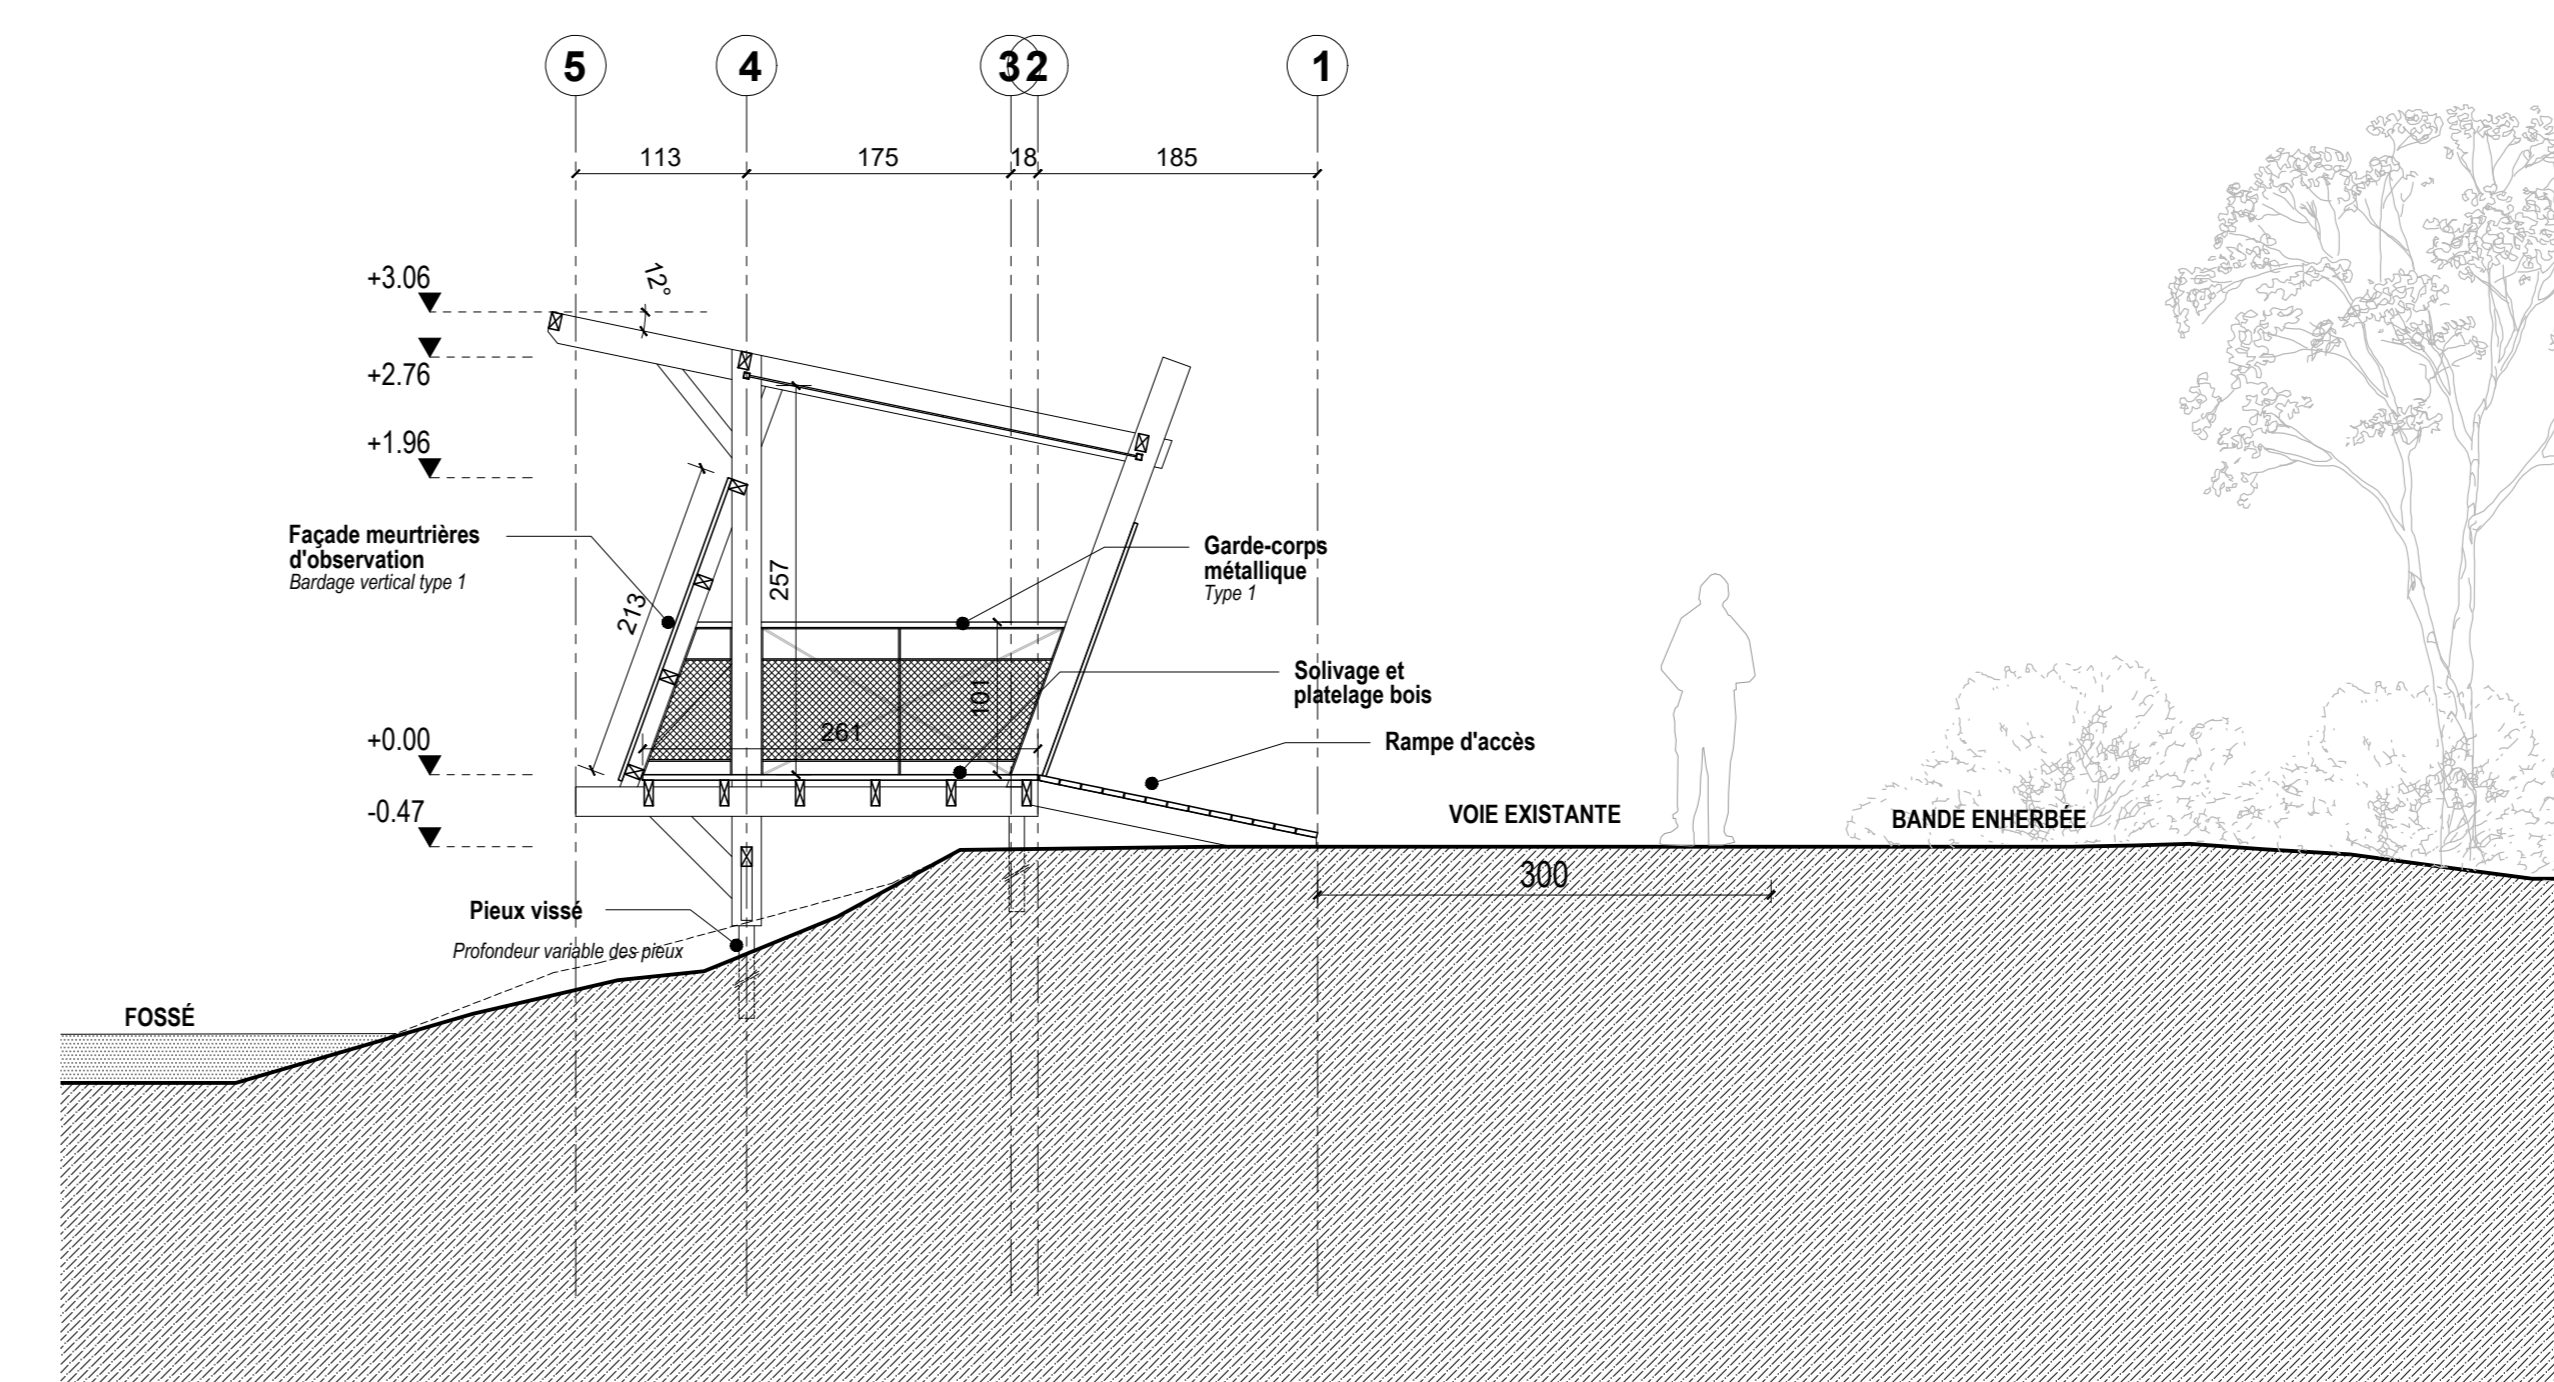 5 4 3 2 1
113 175 18 185
+3.06
12°
+2.76
+1.96
Façade meurtrières
d'observation
Bardage vertical type 1
213
257
Garde-corps
métallique
Type 1
101
261
Solivage et
platelage bois
+0.00
Rampe d'accès
-0.47
VOIE EXISTANTE
BANDE ENHERBÉE
300
Pieux vissé
Profondeur variable des pieux
FOSSÉ